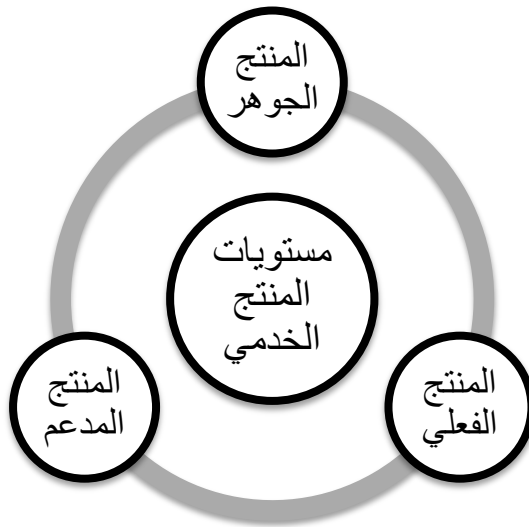 المنتج
الجوهر
مستويات
المنتج
الخدمي
المنتج
الفعلي
المنتج
المدعم